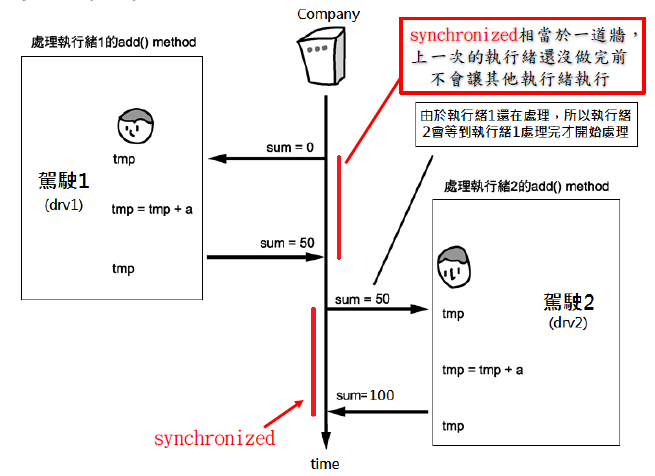 Company
synchronized相當於一道牆，
上一次的執行緒還沒做完前
不會讓其他執行緒執行
處理執行緒1的add() method
由於執行緒1還在處理，所以執行緒
2會等到執行緒1處理完才開始處理
sum = 0
tmp
駕駛1
(drv1)
tmp = tmp + a
sum = 50
tmp
處理執行緒2的add() method
sum = 50
tmp
駕駛2
(drv2)
tmp = tmp + a
sum=100
tmp
synchronized
time